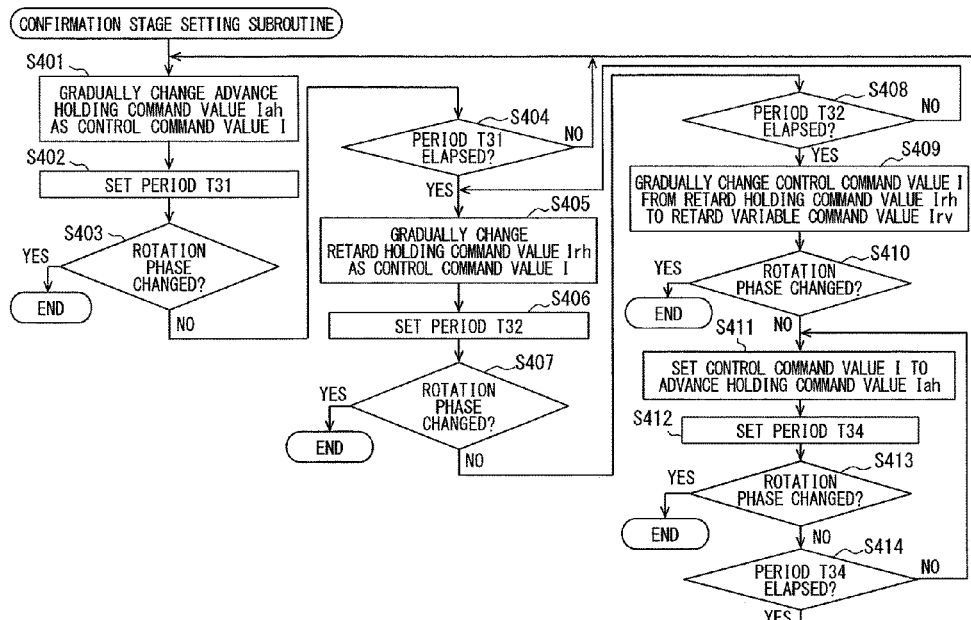 CONFIRMATION STAGE SETTING SUBROUTINE
S401
GRADUALLY CHANGE ADVANCE
HOLDING COMMAND VALUE Iah
AS CONTROL COMMAND VALUE I
S402
SET PERIOD T31
S403
ROTATION
PHASE
CHANGED?
YES
END
NO
S404
PERIOD T31
ELAPSED?
NO
YES
S405
GRADUALLY CHANGE
RETARD HOLDING COMMAND VALUE Irh
AS CONTROL COMMAND VALUE I
S406
SET PERIOD T32
S407
ROTATION
PHASE
CHANGED?
YES
END
NO
S408
PERIOD T32
ELAPSED?
NO
YES
S409
GRADUALLY CHANGE CONTROL COMMAND VALUE I
FROM RETARD HOLDING COMMAND VALUE Irh
TO RETARD VARIABLE COMMAND VALUE Irv
S410
ROTATION
PHASE CHANGED?
YES
END
NO
S411
SET CONTROL COMMAND VALUE I TO
ADVANCE HOLDING COMMAND VALUE Iah
S412
SET PERIOD T34
S413
ROTATION
PHASE CHANGED?
YES
END
NO
S414
PERIOD T34
ELAPSED?
NO
YES